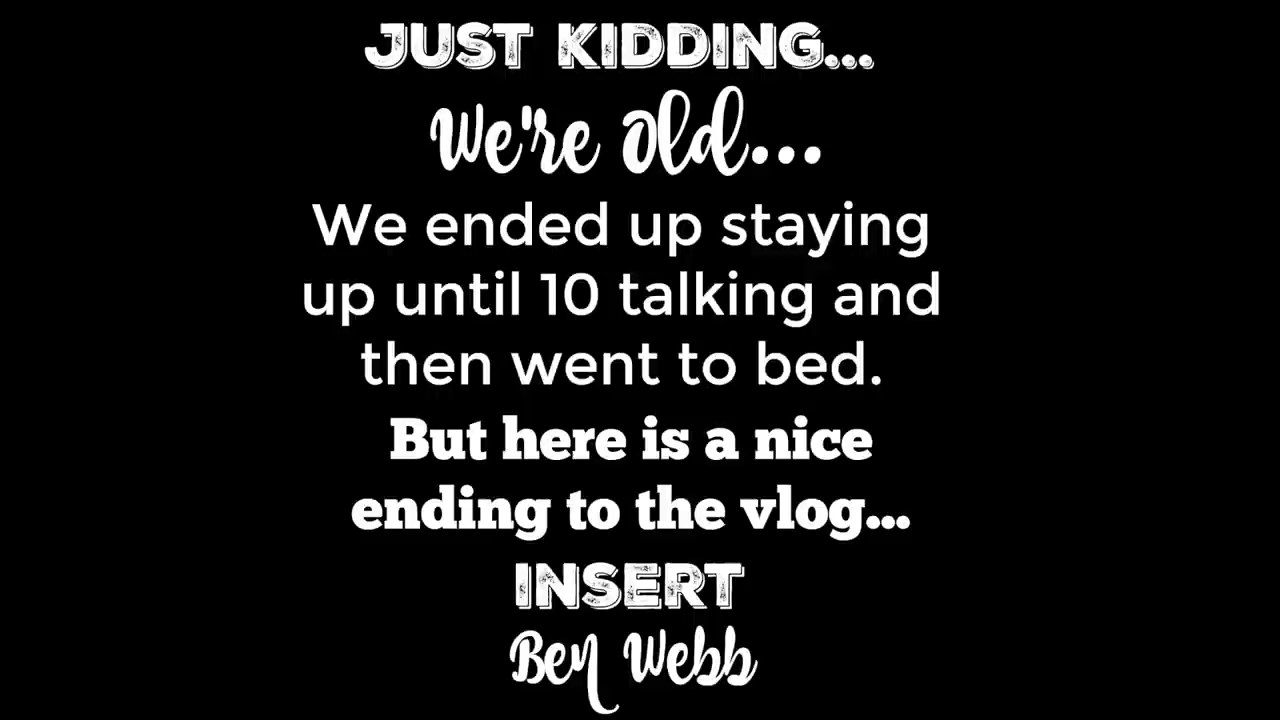 JUST KIDDING...
We're Old...
We ended up staying
up until 10 talking and
then went to bed.
But here is a nice
ending to the vlog...
INSERT
Ben Webb